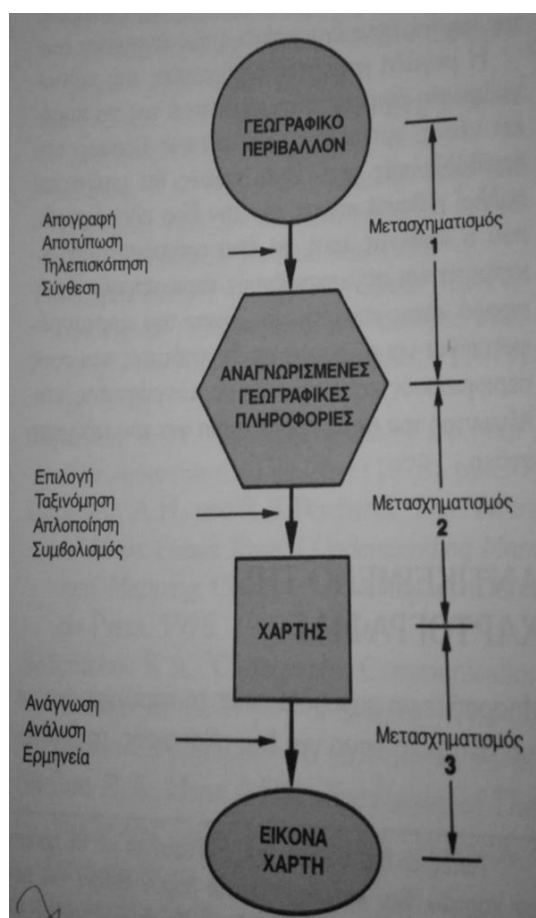 ΓΕΩΓΡΑΦΙΚΟ
ΠΕΡΙΒΑΛΛΟΝ
Απογραφή
Αποτύπωση
Τηλεπισκόπηση
Σύνθεση
Μετασχηματισμός
1
ΑΝΑΓΝΩΡΙΣΜΕΝΕΣ
ΓΕΩΓΡΑΦΙΚΕΣ
ΠΛΗΡΟΦΟΡΙΕΣ
Επιλογή
Ταξινόμηση
Απλοποίηση
Συμβολισμός
Μετασχηματισμός
2
ΧΑΡΤΗΣ
Ανάγνωση
Ανάλυση
Ερμηνεία
Μετασχηματισμός
3
ΕΙΚΟΝΑ
ΧΑΡΤΗ